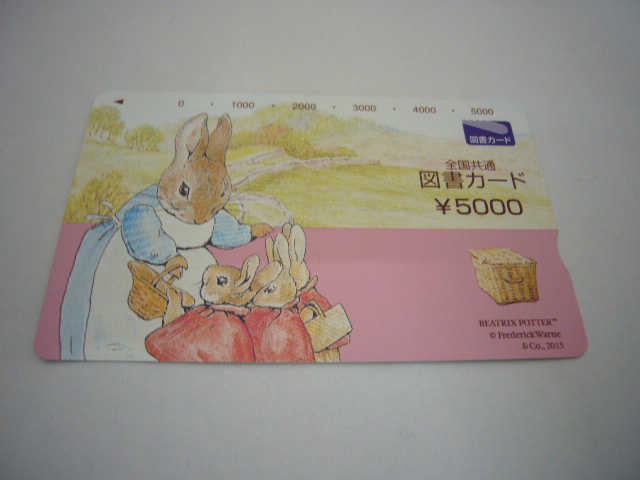 0 ・ 1000 ・ 2000 ・ 3000 ・ 4000 ・ 5000
図書カード
全国共通
図書カード
¥5000
BEATRIX POTTER™
© FrederickWarne
& Co., 2015